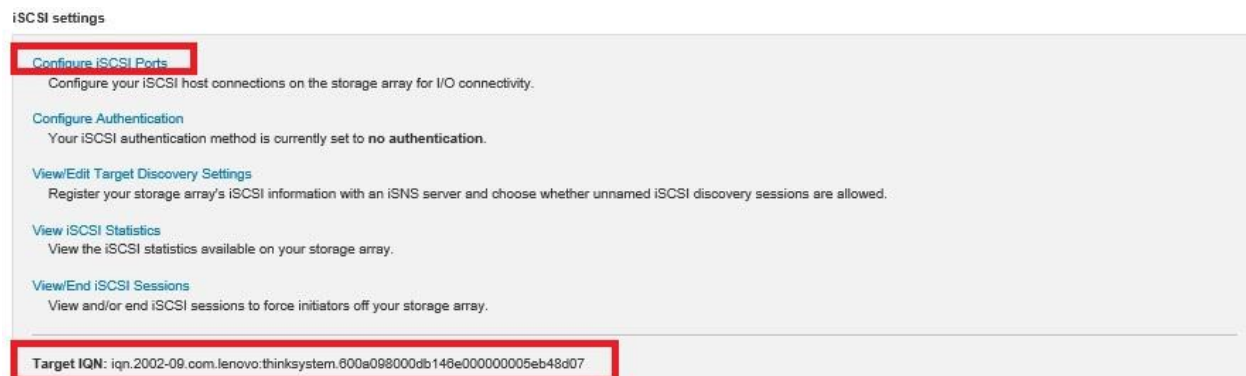 iSCSI settings
Configure iSCSI Ports
Configure your iSCSI host connections on the storage array for I/O connectivity.
Configure Authentication
Your iSCSI authentication method is currently set to no authentication.
View/Edit Target Discovery Settings
Register your storage array's iSCSI information with an iSNS server and choose whether unnamed iSCSI discovery sessions are allowed.
View iSCSI Statistics
View the iSCSI statistics available on your storage array.
View/End iSCSI Sessions
View and/or end iSCSI sessions to force initiators off your storage array.
Target IQN: iqn.2002-09.com.lenovo:thinksystem.600a098000db146e000000005eb48d07